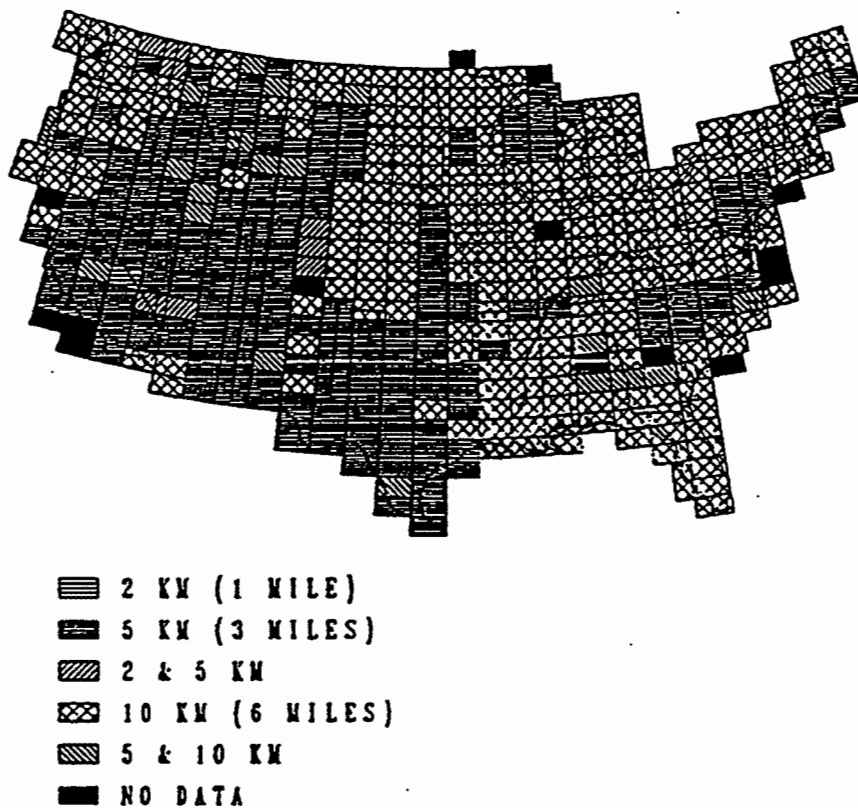 2 KM (1 MILE)
5 KM (3 MILES)
2 & 5 KM
10 KM (6 MILES)
5 & 10 KM
NO DATA